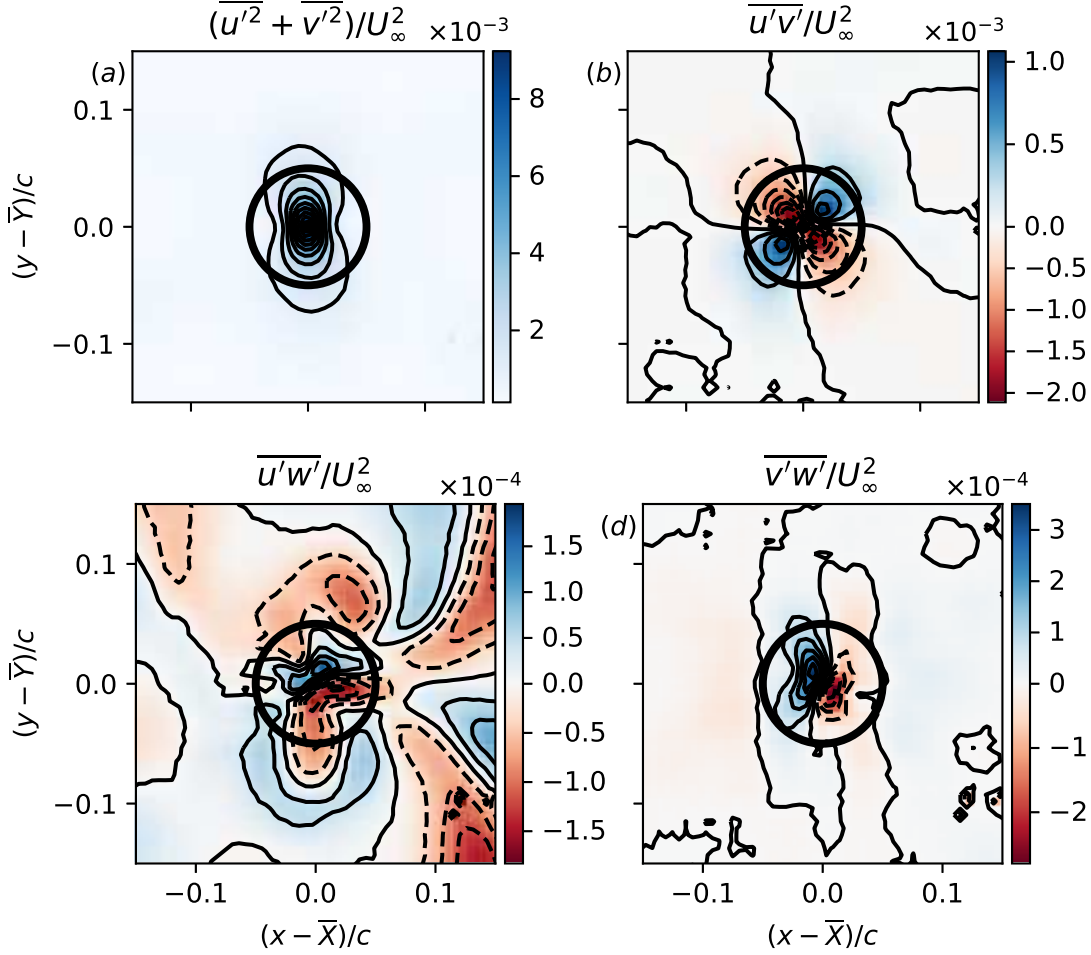 (u′² + v′²)/U∞² ×10⁻³
(a)
0.1
0.0
−0.1
(y − Y̅)/c
8
6
4
2
u′v′/U∞² ×10⁻³
(b)
1.0
0.5
0.0
−0.5
−1.0
−1.5
−2.0
u′w′/U∞² ×10⁻⁴
0.1
0.0
−0.1
(y − Y̅)/c
−0.1 0.0 0.1
(x − X̅)/c
1.5
1.0
0.5
0.0
−0.5
−1.0
−1.5
v′w′/U∞² ×10⁻⁴
(d)
−0.1 0.0 0.1
(x − X̅)/c
3
2
1
0
−1
−2